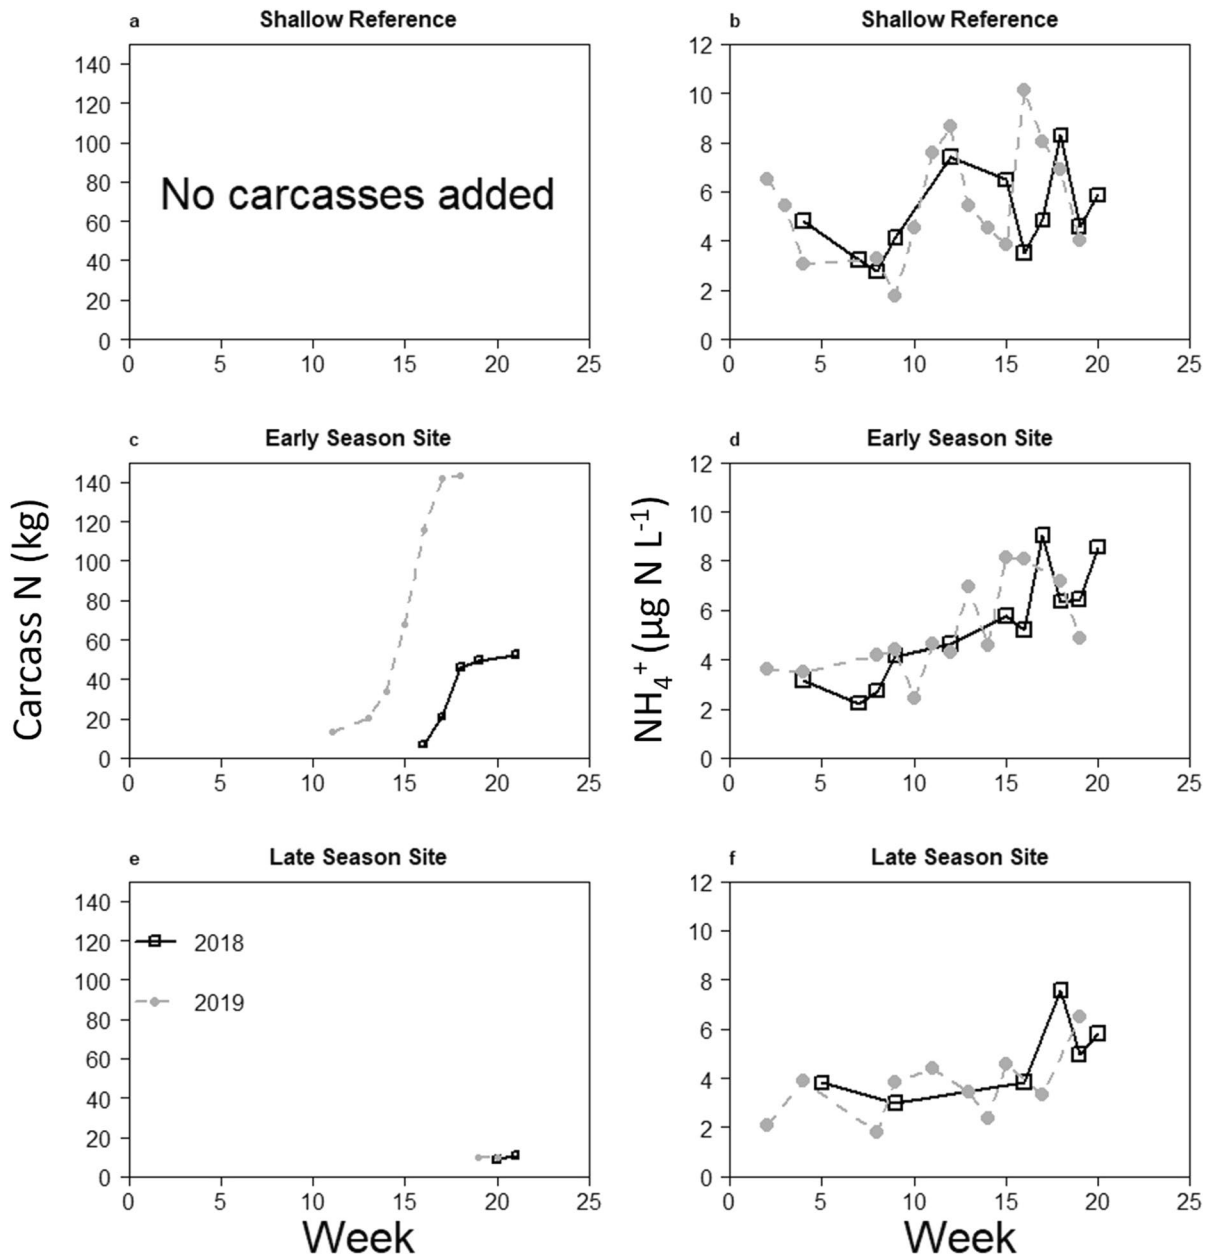 a Shallow Reference
140
120
100
80
60
40
20
0
No carcasses added
0 5 10 15 20 25
b Shallow Reference
12
10
8
6
4
2
0
0 5 10 15 20 25
c Early Season Site
140
120
100
80
60
40
20
0
0 5 10 15 20 25
Carcass N (kg)
d Early Season Site
12
10
8
6
4
2
0
0 5 10 15 20 25
NH₄⁺ (µg N L⁻¹)
e Late Season Site
140
120
100
80
60
40
20
0
2018
2019
0 5 10 15 20 25
Week
f Late Season Site
12
10
8
6
4
2
0
0 5 10 15 20 25
Week